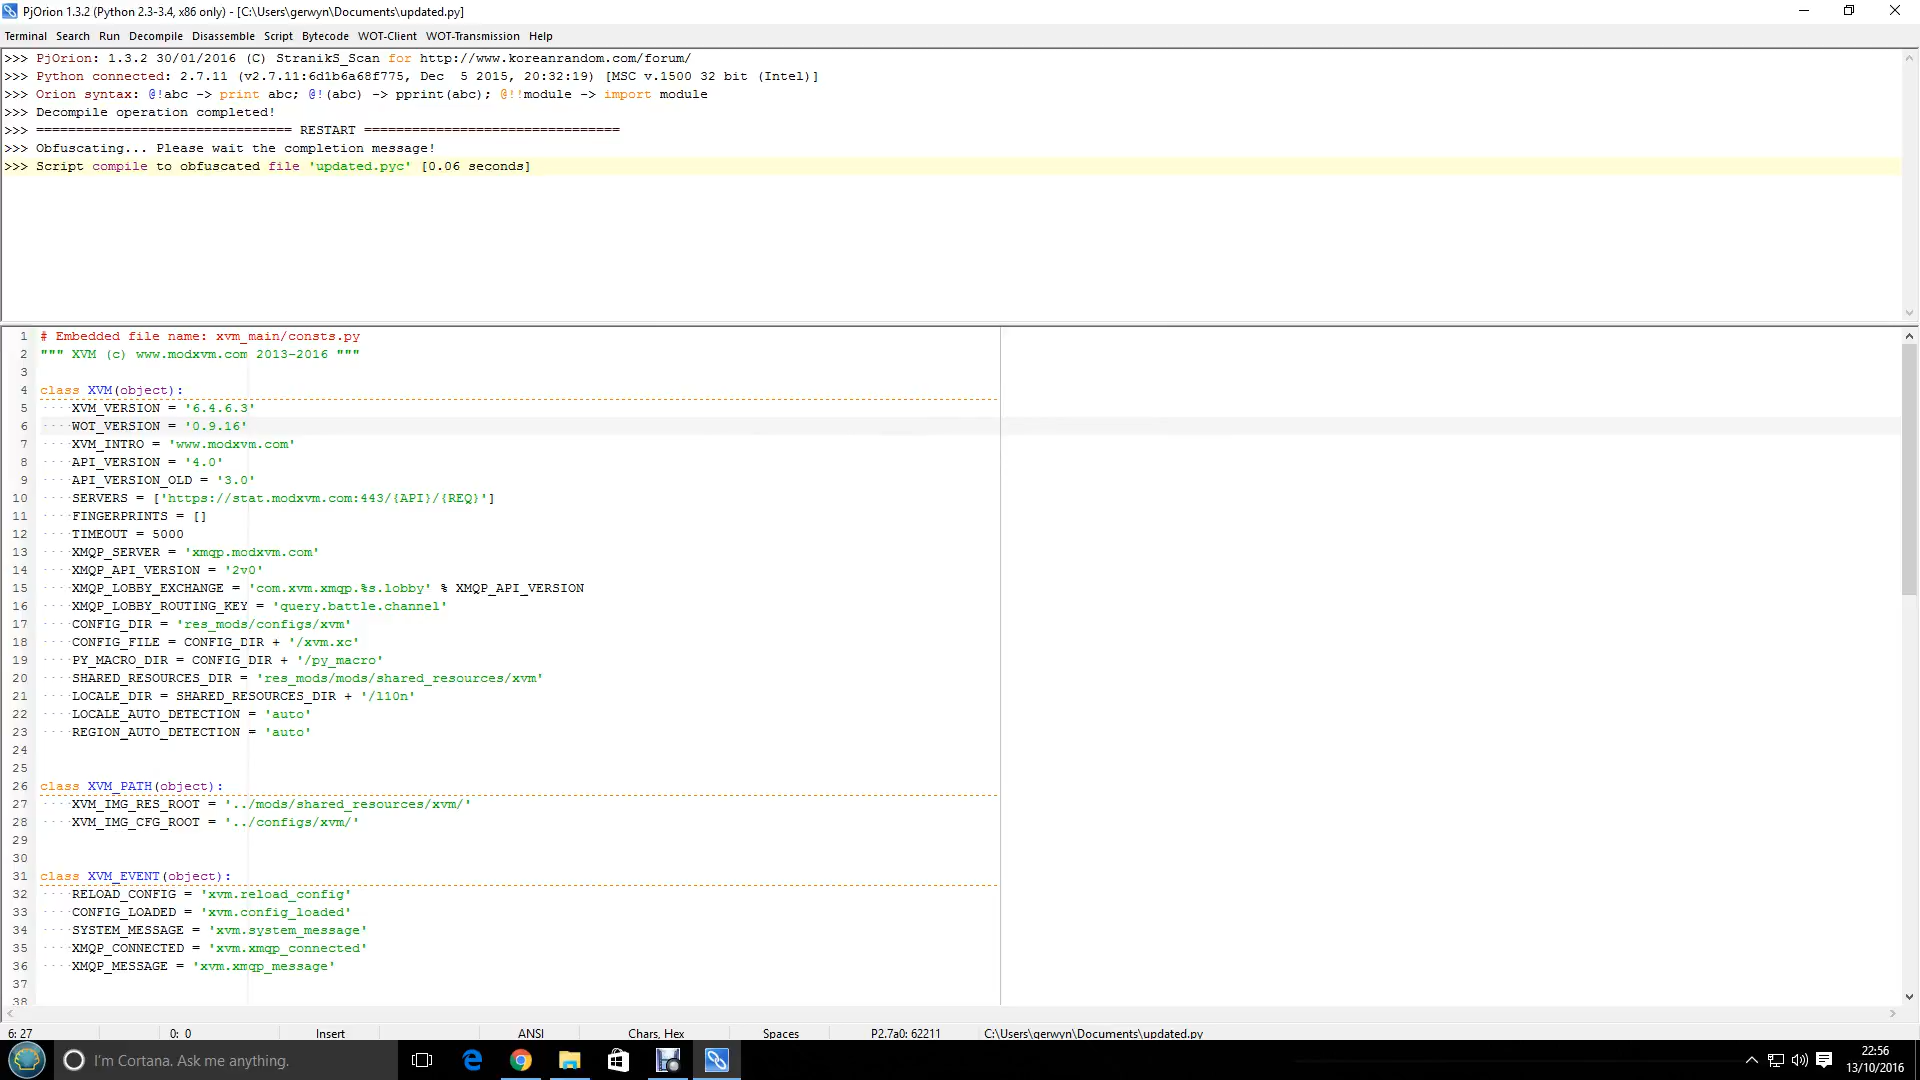 PjOrion 1.3.2 (Python 2.3-3.4, x86 only) - [C:\Users\gerwyn\Documents\updated.py]
Terminal Search Run Decompile Disassemble Script Bytecode WOT-Client WOT-Transmission Help
>>> PjOrion: 1.3.2 30/01/2016 (C) StranikS_Scan for http://www.koreanrandom.com/forum/
>>> Python connected: 2.7.11 (v2.7.11:6d1b6a68f775, Dec  5 2015, 20:32:19) [MSC v.1500 32 bit (Intel)]
>>> Orion syntax: @!abc -> print abc; @!(abc) -> pprint(abc); @!!module -> import module
>>> Decompile operation completed!
>>> ================================ RESTART ================================
>>> Obfuscating... Please wait the completion message!
>>> Script compile to obfuscated file 'updated.pyc' [0.06 seconds]
1 # Embedded file name: xvm_main/consts.py
2 """ XVM (c) www.modxvm.com 2013-2016 """
3
4 class XVM(object):
5     XVM_VERSION = '6.4.6.3'
6     WOT_VERSION = '0.9.16'
7     XVM_INTRO = 'www.modxvm.com'
8     API_VERSION = '4.0'
9     API_VERSION_OLD = '3.0'
10     SERVERS = ['https://stat.modxvm.com:443/{API}/{REQ}']
11     FINGERPRINTS = []
12     TIMEOUT = 5000
13     XMQP_SERVER = 'xmqp.modxvm.com'
14     XMQP_API_VERSION = '2v0'
15     XMQP_LOBBY_EXCHANGE = 'com.xvm.xmqp.%s.lobby' % XMQP_API_VERSION
16     XMQP_LOBBY_ROUTING_KEY = 'query.battle.channel'
17     CONFIG_DIR = 'res_mods/configs/xvm'
18     CONFIG_FILE = CONFIG_DIR + '/xvm.xc'
19     PY_MACRO_DIR = CONFIG_DIR + '/py_macro'
20     SHARED_RESOURCES_DIR = 'res_mods/mods/shared_resources/xvm'
21     LOCALE_DIR = SHARED_RESOURCES_DIR + '/l10n'
22     LOCALE_AUTO_DETECTION = 'auto'
23     REGION_AUTO_DETECTION = 'auto'
24
25
26 class XVM_PATH(object):
27     XVM_IMG_RES_ROOT = '../mods/shared_resources/xvm/'
28     XVM_IMG_CFG_ROOT = '../configs/xvm/'
29
30
31 class XVM_EVENT(object):
32     RELOAD_CONFIG = 'xvm.reload_config'
33     CONFIG_LOADED = 'xvm.config_loaded'
34     SYSTEM_MESSAGE = 'xvm.system_message'
35     XMQP_CONNECTED = 'xvm.xmqp_connected'
36     XMQP_MESSAGE = 'xvm.xmqp_message'
37
38
6: 27 0: 0 Insert ANSI Chars, Hex Spaces P2.7a0: 62211 C:\Users\gerwyn\Documents\updated.py
I'm Cortana. Ask me anything.
22:56
13/10/2016